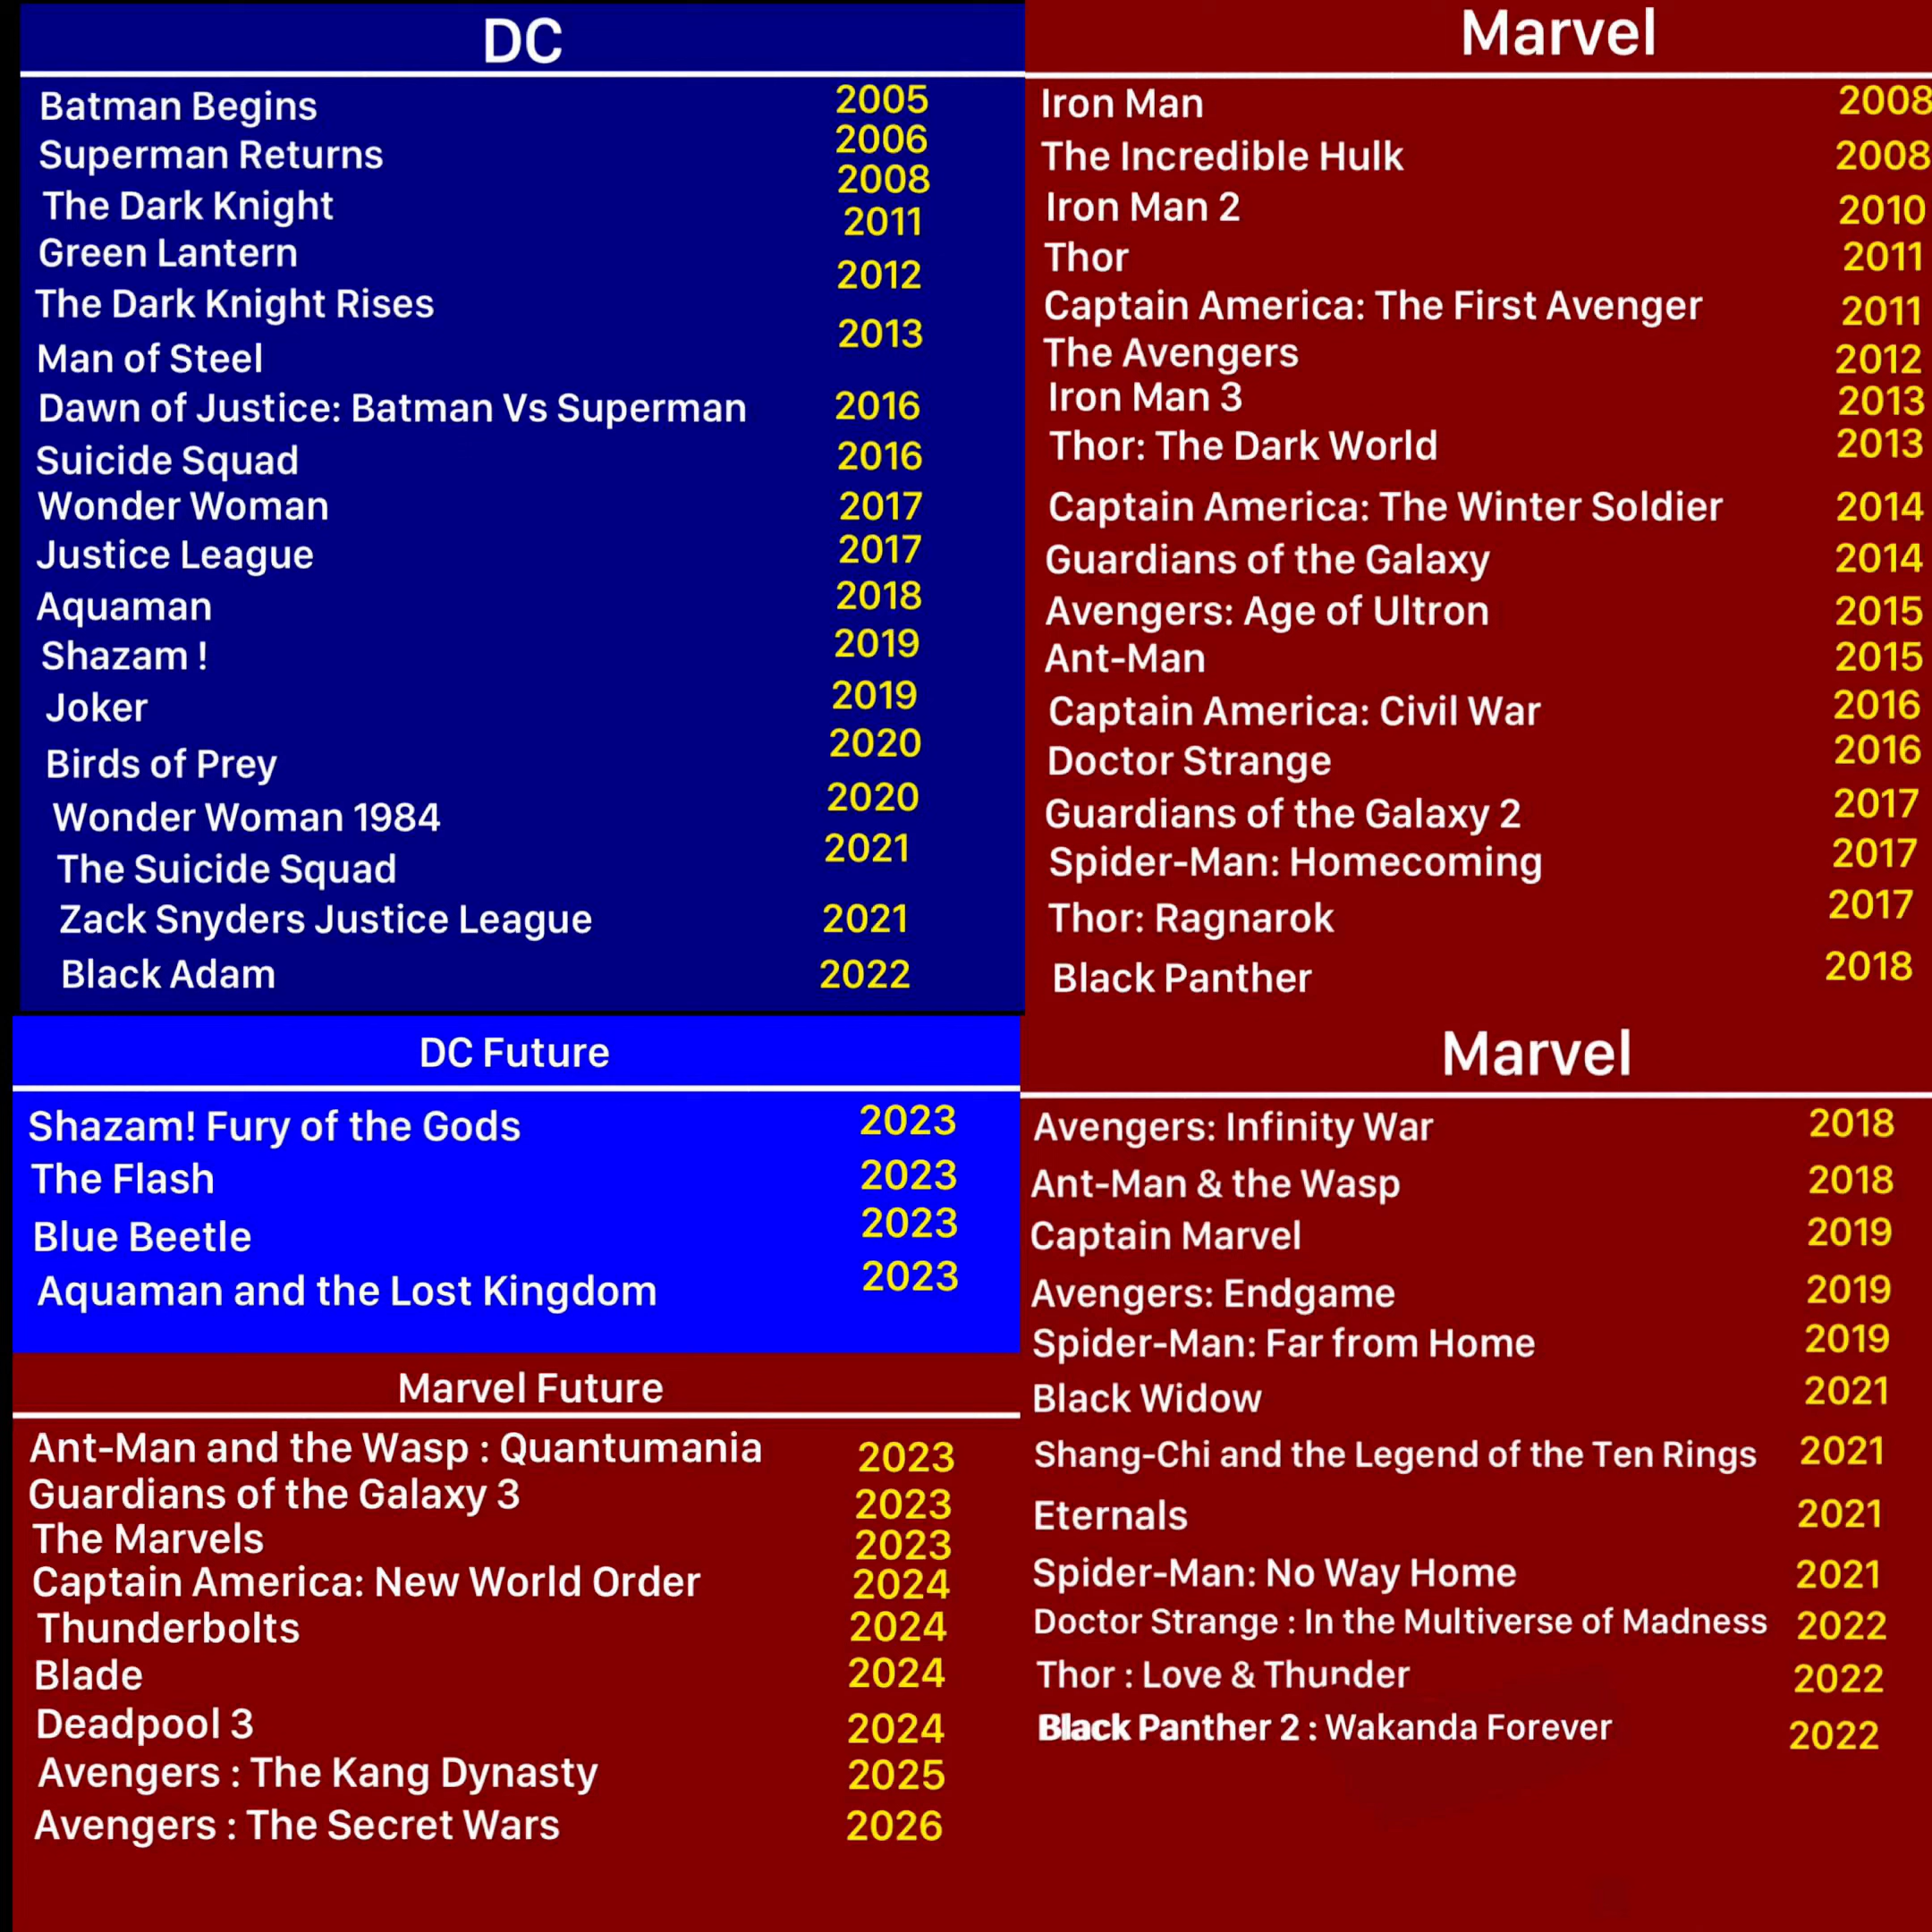 DC
Batman Begins 2005
Superman Returns 2006
The Dark Knight 2008
Green Lantern 2011
The Dark Knight Rises 2012
Man of Steel 2013
Dawn of Justice: Batman Vs Superman 2016
Suicide Squad 2016
Wonder Woman 2017
Justice League 2017
Aquaman 2018
Shazam ! 2019
Joker 2019
Birds of Prey 2020
Wonder Woman 1984 2020
The Suicide Squad 2021
Zack Snyders Justice League 2021
Black Adam 2022
Marvel
Iron Man 2008
The Incredible Hulk 2008
Iron Man 2 2010
Thor 2011
Captain America: The First Avenger 2011
The Avengers 2012
Iron Man 3 2013
Thor: The Dark World 2013
Captain America: The Winter Soldier 2014
Guardians of the Galaxy 2014
Avengers: Age of Ultron 2015
Ant-Man 2015
Captain America: Civil War 2016
Doctor Strange 2016
Guardians of the Galaxy 2 2017
Spider-Man: Homecoming 2017
Thor: Ragnarok 2017
Black Panther 2018
DC Future
Shazam! Fury of the Gods 2023
The Flash 2023
Blue Beetle 2023
Aquaman and the Lost Kingdom 2023
Marvel Future
Ant-Man and the Wasp : Quantumania 2023
Guardians of the Galaxy 3 2023
The Marvels 2023
Captain America: New World Order 2024
Thunderbolts 2024
Blade 2024
Deadpool 3 2024
Avengers : The Kang Dynasty 2025
Avengers : The Secret Wars 2026
Marvel
Avengers: Infinity War 2018
Ant-Man & the Wasp 2018
Captain Marvel 2019
Avengers: Endgame 2019
Spider-Man: Far from Home 2019
Black Widow 2021
Shang-Chi and the Legend of the Ten Rings 2021
Eternals 2021
Spider-Man: No Way Home 2021
Doctor Strange : In the Multiverse of Madness 2022
Thor : Love & Thunder 2022
Black Panther 2 : Wakanda Forever 2022